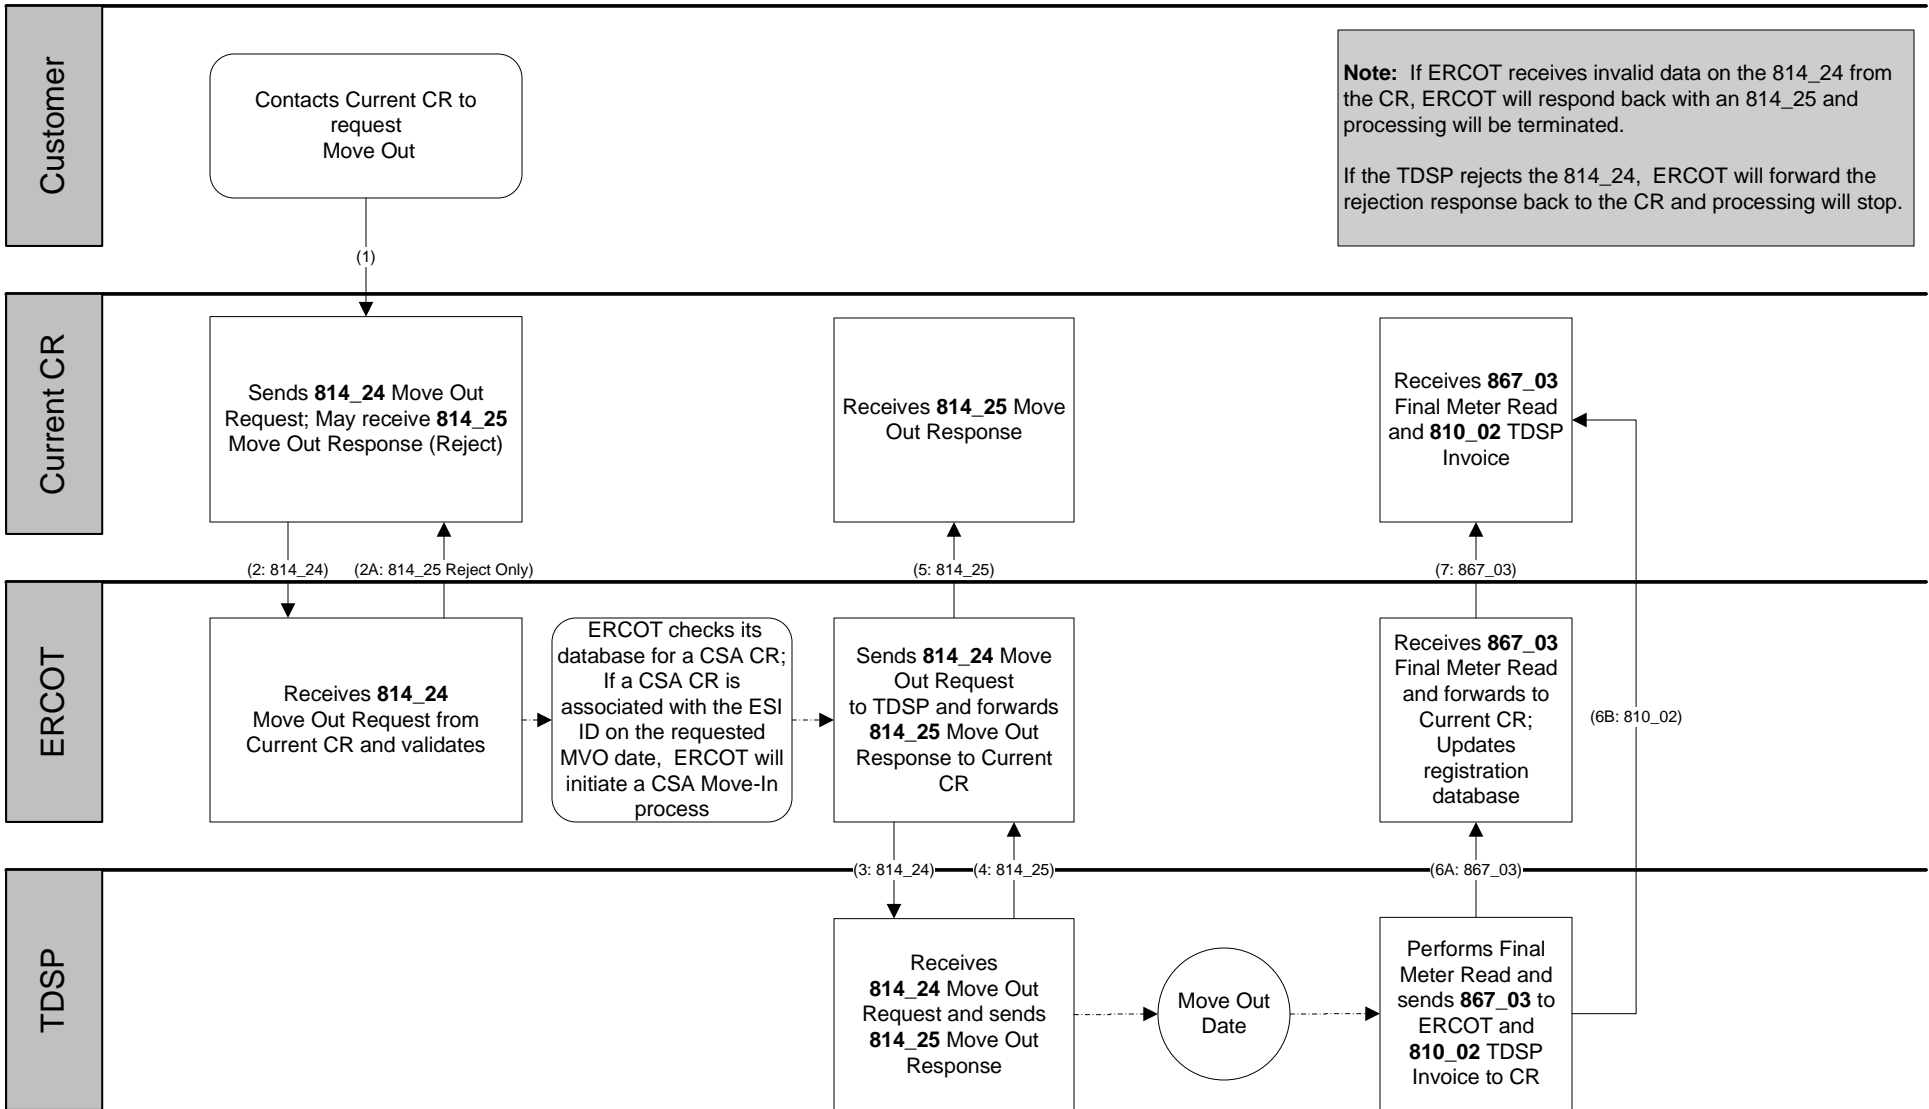 Customer
Contacts Current CR to
request
Move Out
Note: If ERCOT receives invalid data on the 814_24 from
the CR, ERCOT will respond back with an 814_25 and
processing will be terminated.
If the TDSP rejects the 814_24, ERCOT will forward the
rejection response back to the CR and processing will stop.
(1)
Current CR
Sends 814_24 Move Out
Request; May receive 814_25
Move Out Response (Reject)
Receives 814_25 Move
Out Response
Receives 867_03
Final Meter Read
and 810_02 TDSP
Invoice
(2: 814_24)
(2A: 814_25 Reject Only)
(5: 814_25)
(7: 867_03)
ERCOT
Receives 814_24
Move Out Request from
Current CR and validates
ERCOT checks its
database for a CSA CR;
If a CSA CR is
associated with the ESI
ID on the requested
MVO date, ERCOT will
initiate a CSA Move-In
process
Sends 814_24 Move
Out Request
to TDSP and forwards
814_25 Move Out
Response to Current
CR
Receives 867_03
Final Meter Read
and forwards to
Current CR;
Updates
registration
database
(6B: 810_02)
(3: 814_24)
(4: 814_25)
(6A: 867_03)
TDSP
Receives
814_24 Move Out
Request and sends
814_25 Move Out
Response
Move Out
Date
Performs Final
Meter Read and
sends 867_03 to
ERCOT and
810_02 TDSP
Invoice to CR